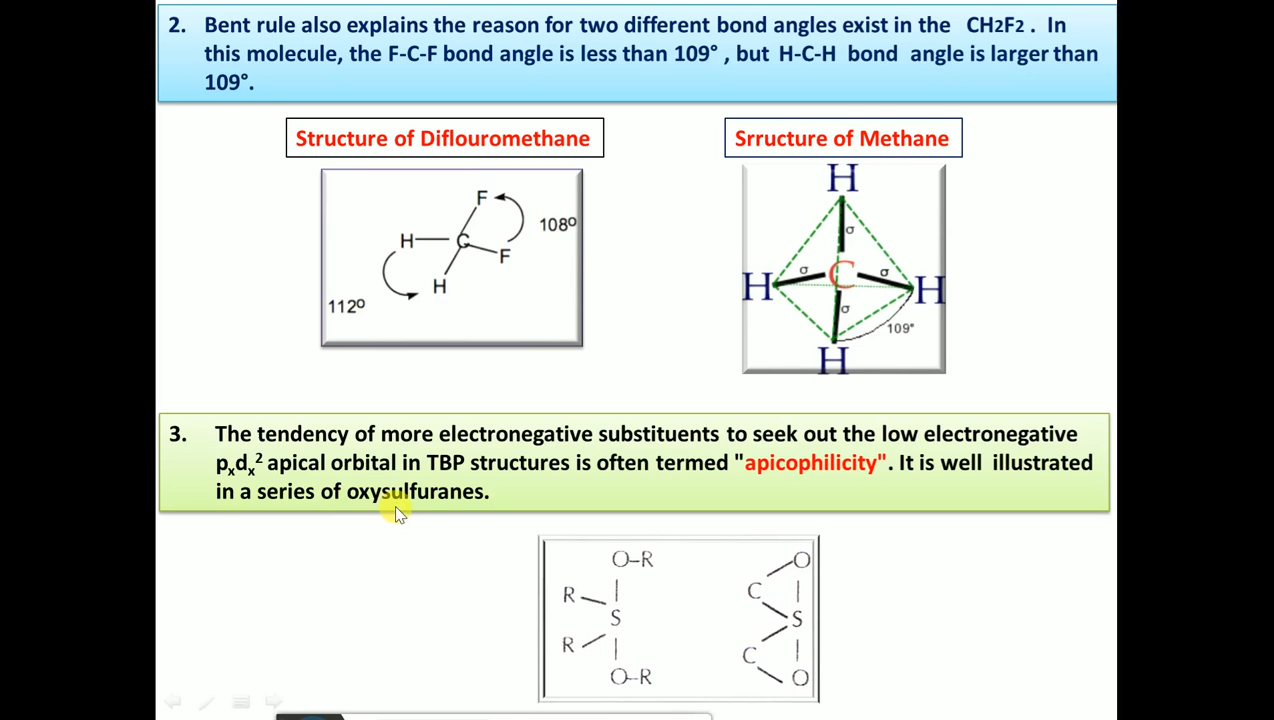 2. Bent rule also explains the reason for two different bond angles exist in the CH2F2 . In
this molecule, the F-C-F bond angle is less than 109° , but H-C-H bond angle is larger than
109°.
Structure of Diflouromethane
Srructure of Methane
F
108º
H
C
F
H
112º
H
σ
σ
C
σ
H
H
σ
109°
H
3. The tendency of more electronegative substituents to seek out the low electronegative
pₓdₓ² apical orbital in TBP structures is often termed "apicophilicity". It is well illustrated
in a series of oxysulfuranes.
O–R
R
S
R
O–R
O
C
S
C
O